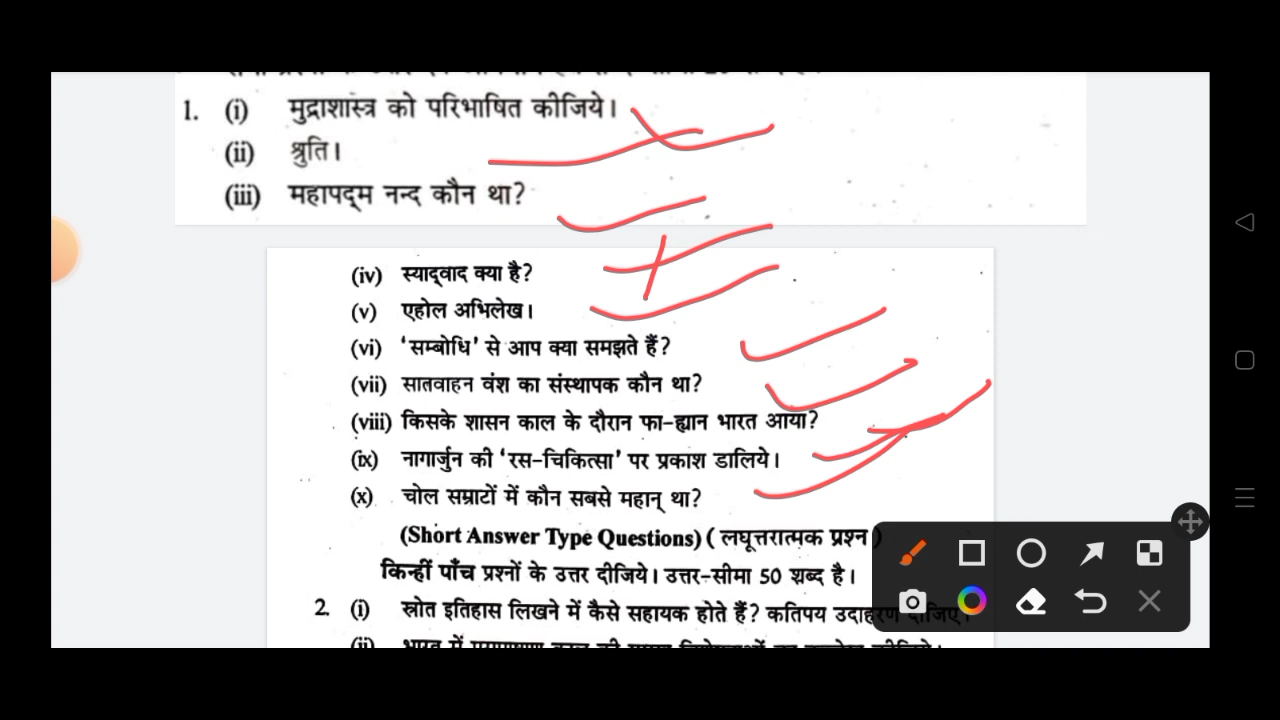 1. (i) मुद्राशास्त्र को परिभाषित कीजिये।
(ii) श्रुति।
(iii) महापद्म नन्द कौन था?
(iv) स्याद्वाद क्या है?
(v) एहोल अभिलेख।
(vi) 'सम्बोधि' से आप क्या समझते हैं?
(vii) सातवाहन वंश का संस्थापक कौन था?
(viii) किसके शासन काल के दौरान फा-ह्यान भारत आया?
(ix) नागार्जुन की 'रस-चिकित्सा' पर प्रकाश डालिये।
(x) चोल सम्राटों में कौन सबसे महान् था?
(Short Answer Type Questions) ( लघूत्तरात्मक प्रश्न )
किन्हीं पाँच प्रश्नों के उत्तर दीजिये। उत्तर-सीमा 50 शब्द है।
2. (i) स्रोत इतिहास लिखने में कैसे सहायक होते हैं? कतिपय उदाहरण दीजिए।
(ii) भारत में